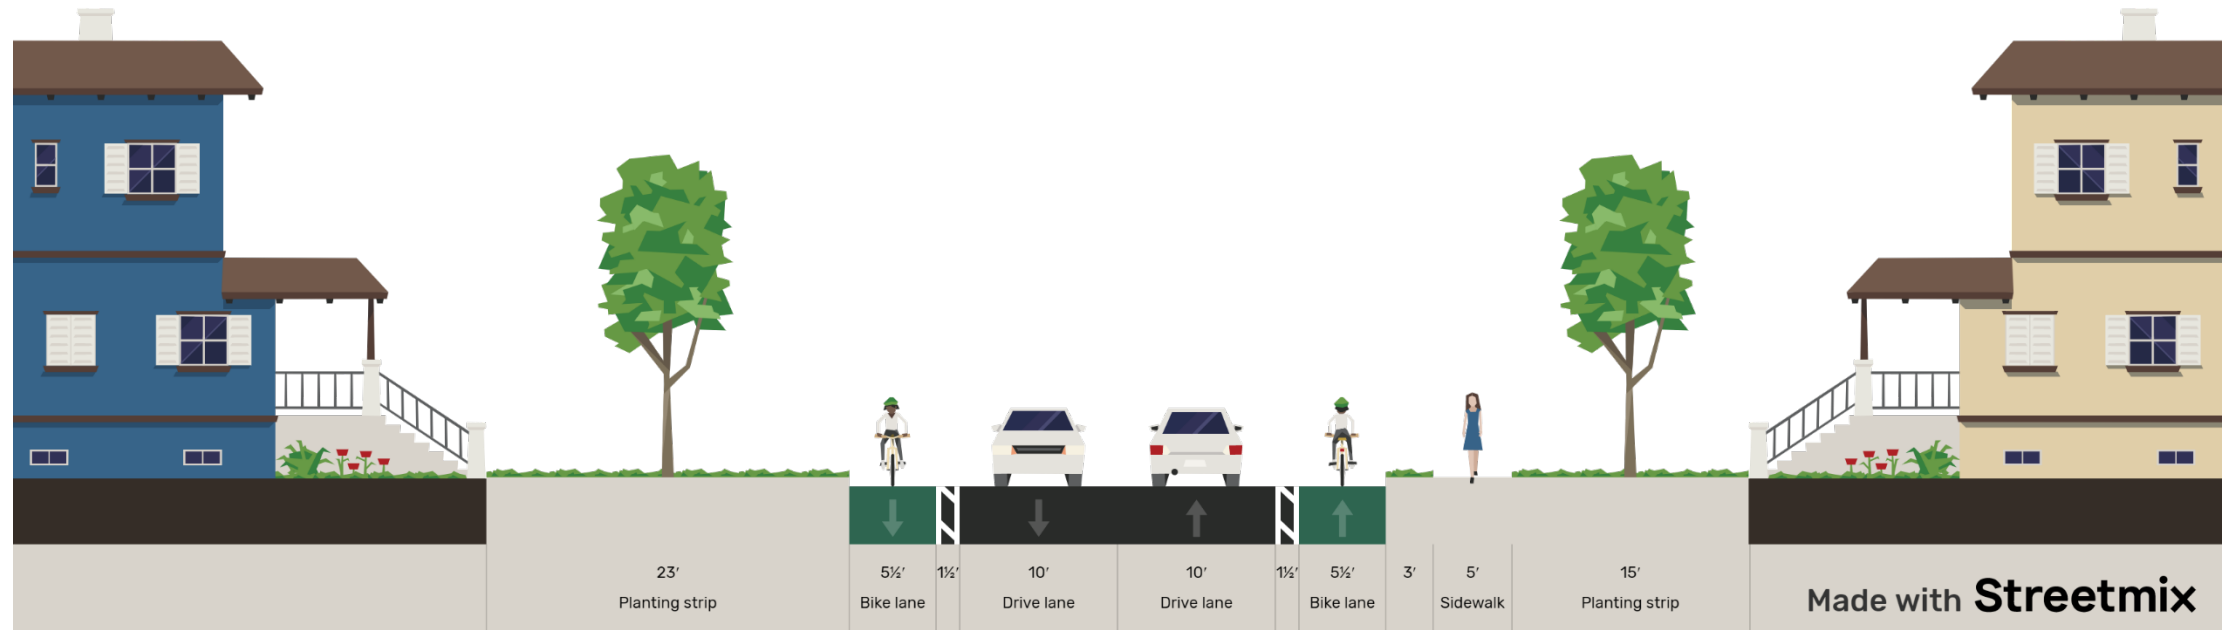 23′
Planting strip
5½′
Bike lane
1½′
10′
Drive lane
10′
Drive lane
1½′
5½′
Bike lane
3′
5′
Sidewalk
15′
Planting strip
Made with Streetmix